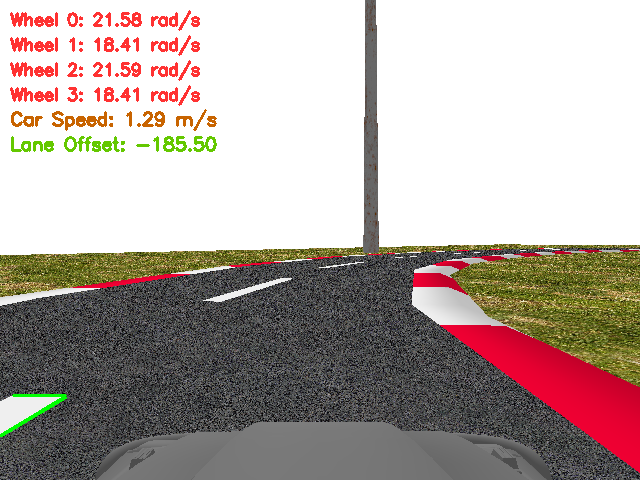 Wheel 0: 21.58 rad/s
Wheel 1: 18.41 rad/s
Wheel 2: 21.59 rad/s
Wheel 3: 18.41 rad/s
Car Speed: 1.29 m/s
Lane Offset: -185.50